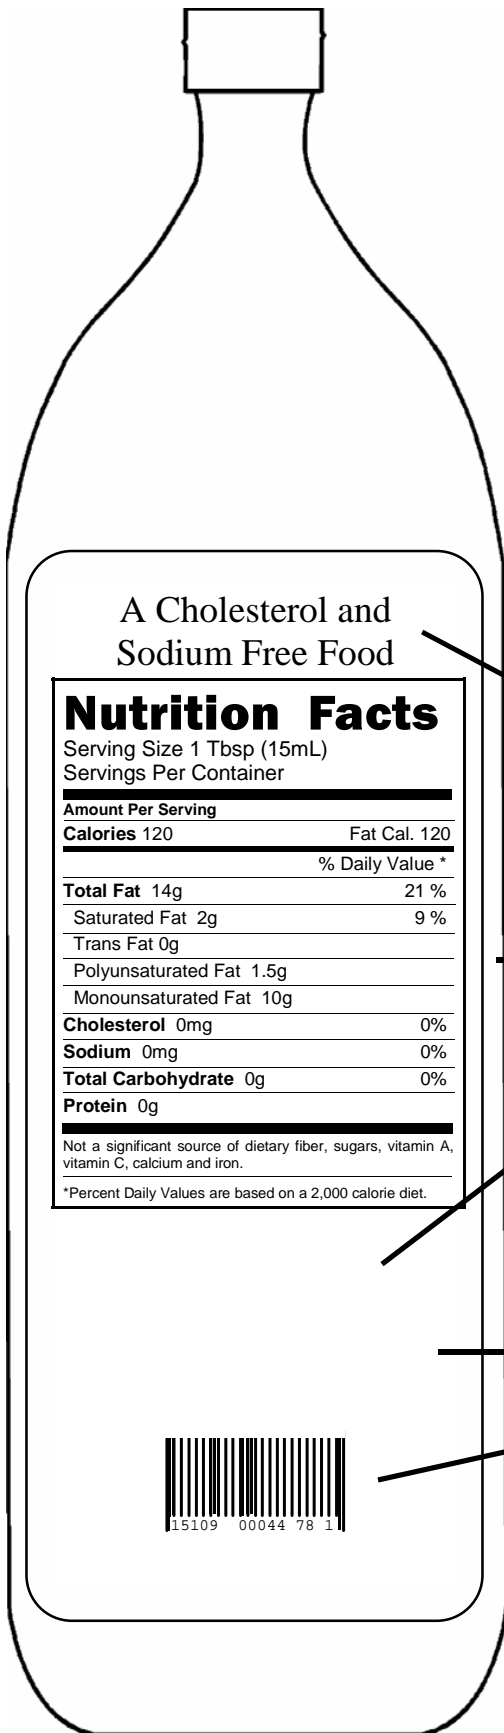 A Cholesterol and
Sodium Free Food
Nutrition Facts
Serving Size 1 Tbsp (15mL)
Servings Per Container
Amount Per Serving
Calories 120 Fat Cal. 120
% Daily Value *
Total Fat 14g 21 %
Saturated Fat 2g 9 %
Trans Fat 0g
Polyunsaturated Fat 1.5g
Monounsaturated Fat 10g
Cholesterol 0mg 0%
Sodium 0mg 0%
Total Carbohydrate 0g 0%
Protein 0g
Not a significant source of dietary fiber, sugars, vitamin A,
vitamin C, calcium and iron.
*Percent Daily Values are based on a 2,000 calorie diet.
15109 00044 78 1